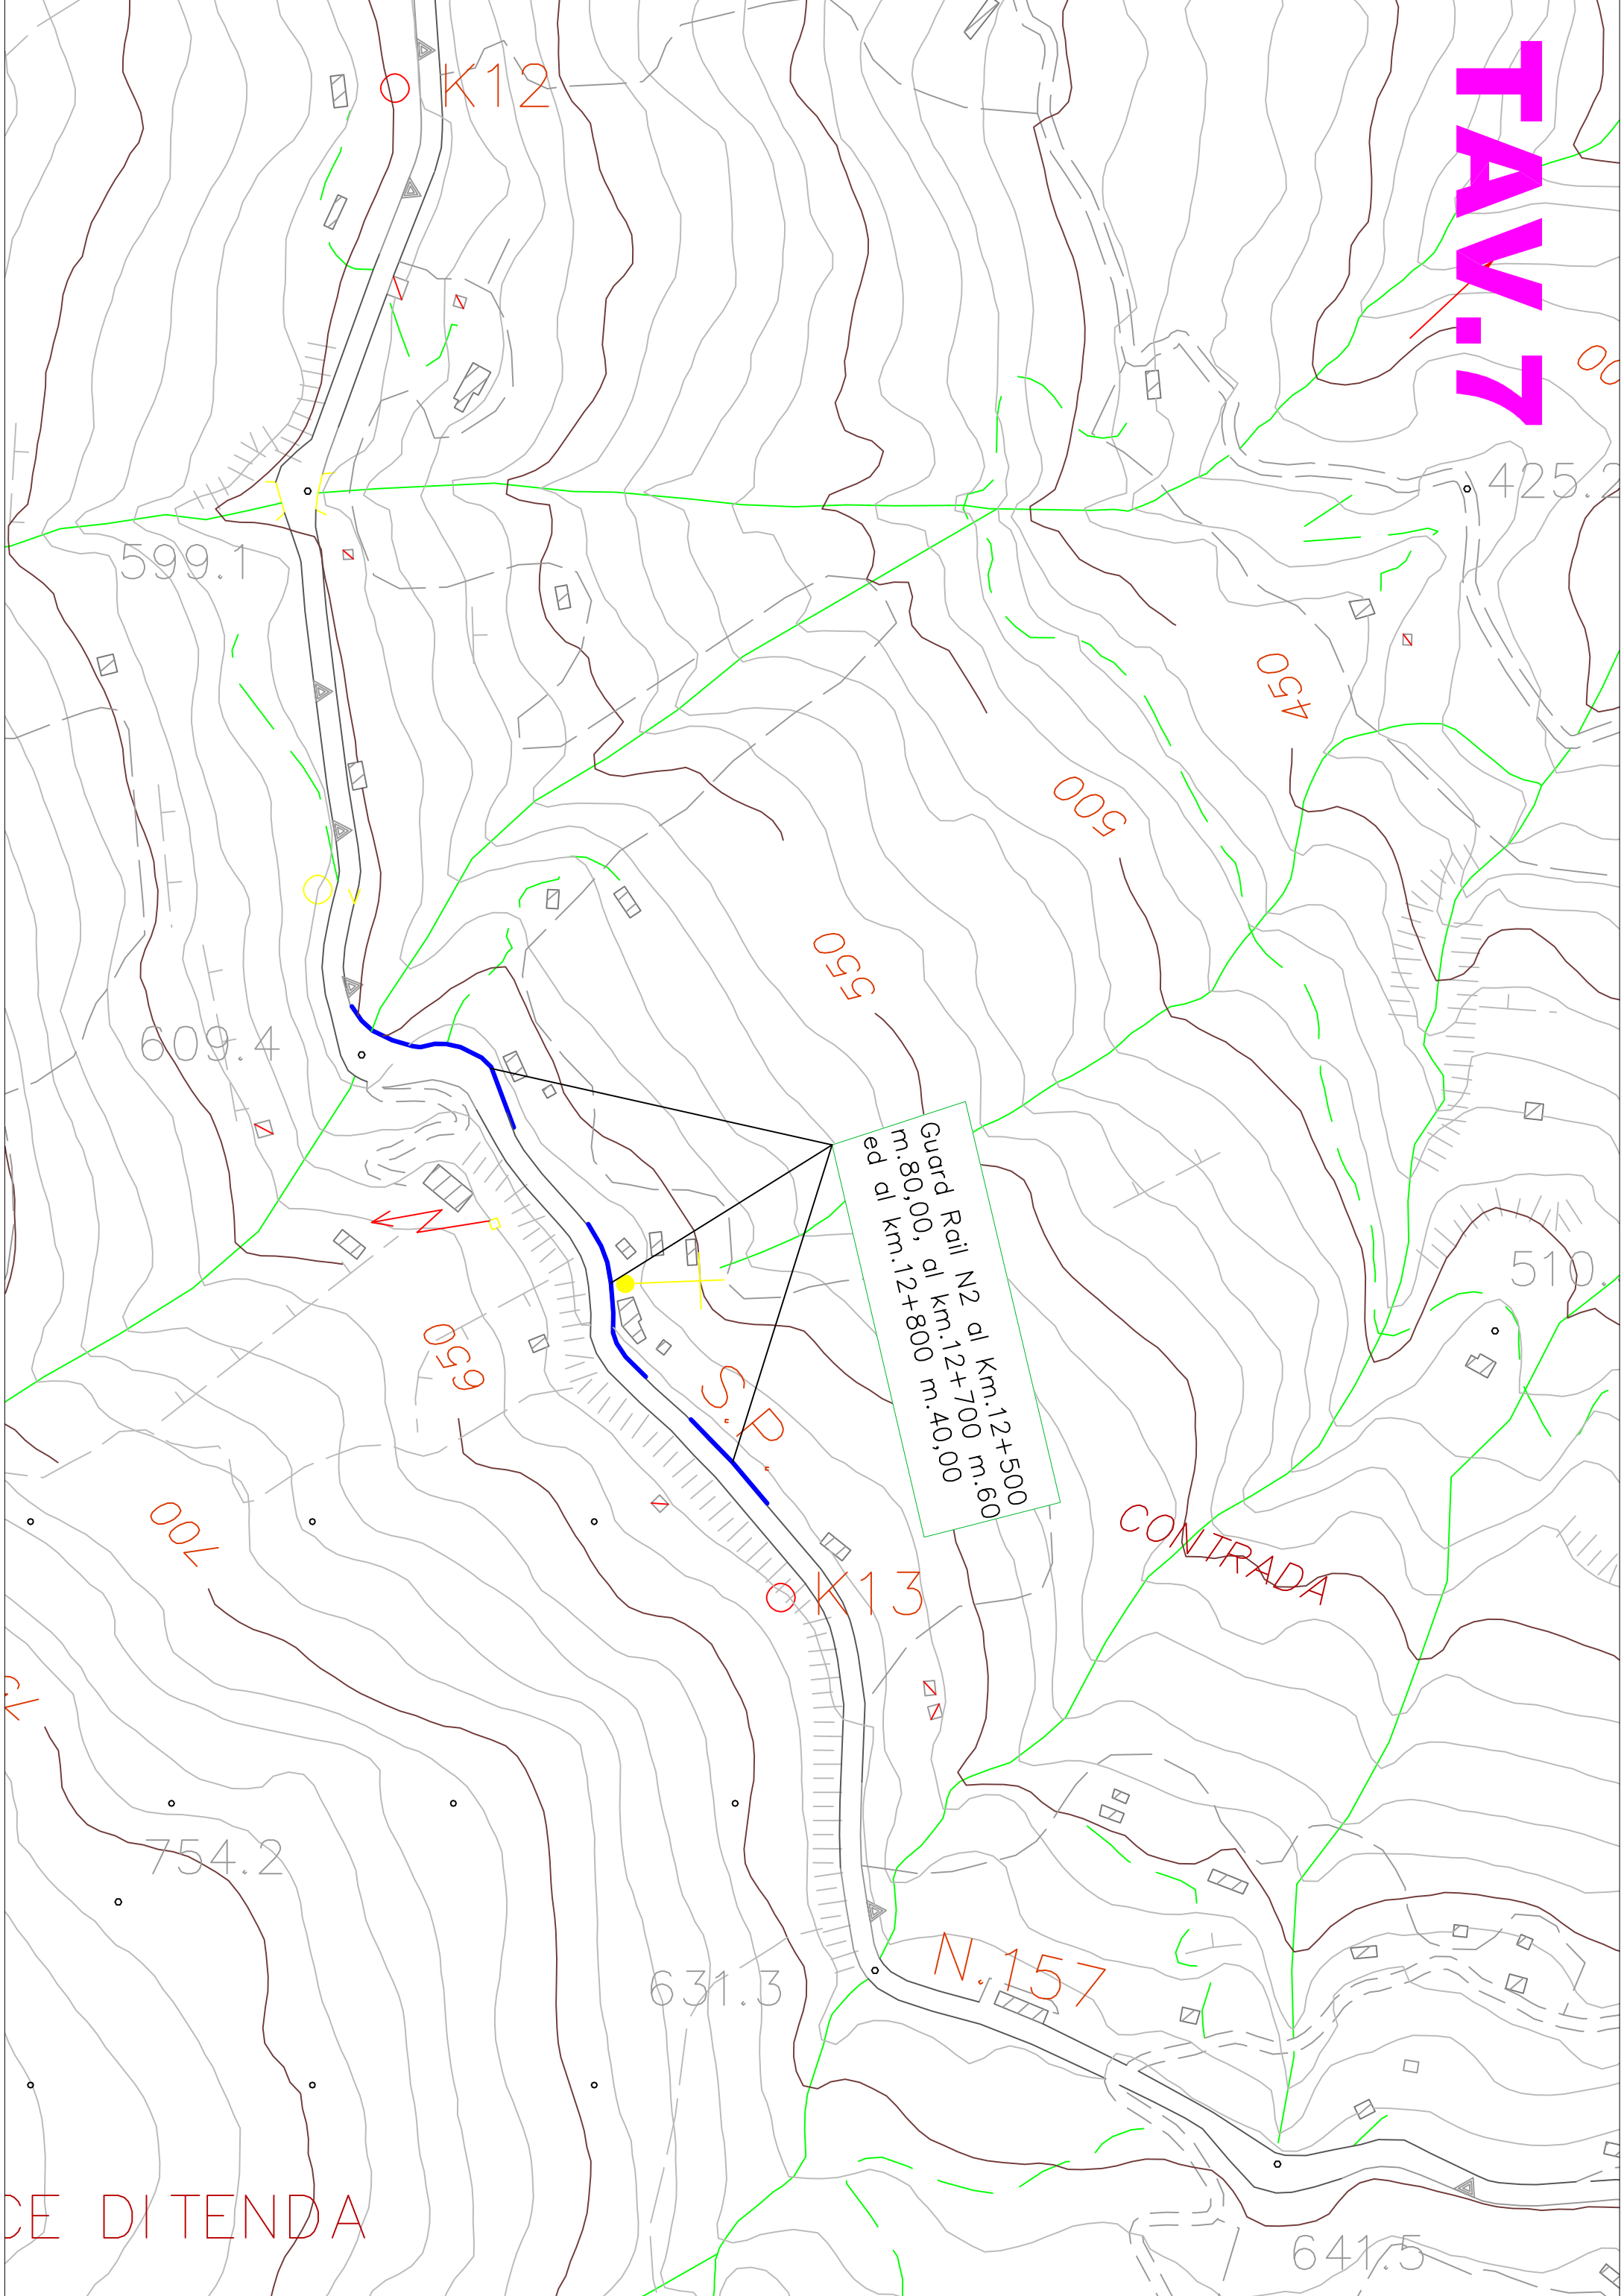 TAV.7
K12
425.2
599.1
450
500
550
609.4
Guard Rail N2 al Km.12+500
m.80,00, al km.12+700 m.60
ed al km.12+800 m.40,00
510.
650
S.P.
CONTRADA
700
K13
754.2
N.157
631.3
CE DI TENDA
641.5